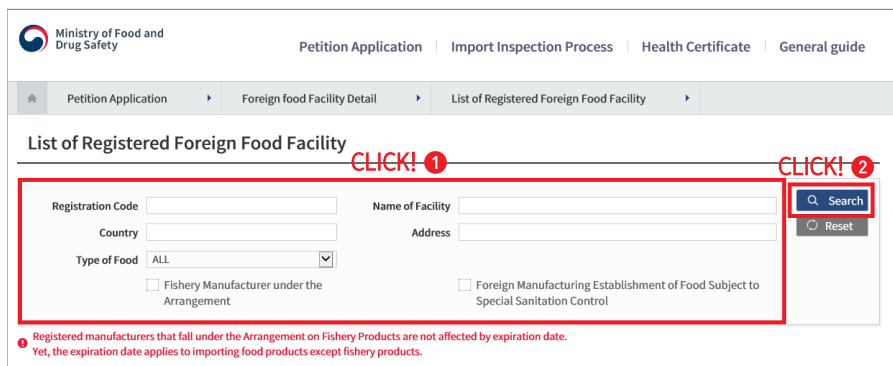 Ministry of Food and
Drug Safety
Petition Application
Import Inspection Process
Health Certificate
General guide
Petition Application
Foreign food Facility Detail
List of Registered Foreign Food Facility
List of Registered Foreign Food Facility
CLICK! 1
CLICK! 2
Registration Code
Name of Facility
Search
Country
Address
Reset
Type of Food
ALL
Fishery Manufacturer under the
Arrangement
Foreign Manufacturing Establishment of Food Subject to
Special Sanitation Control
Registered manufacturers that fall under the Arrangement on Fishery Products are not affected by expiration date.
Yet, the expiration date applies to importing food products except fishery products.